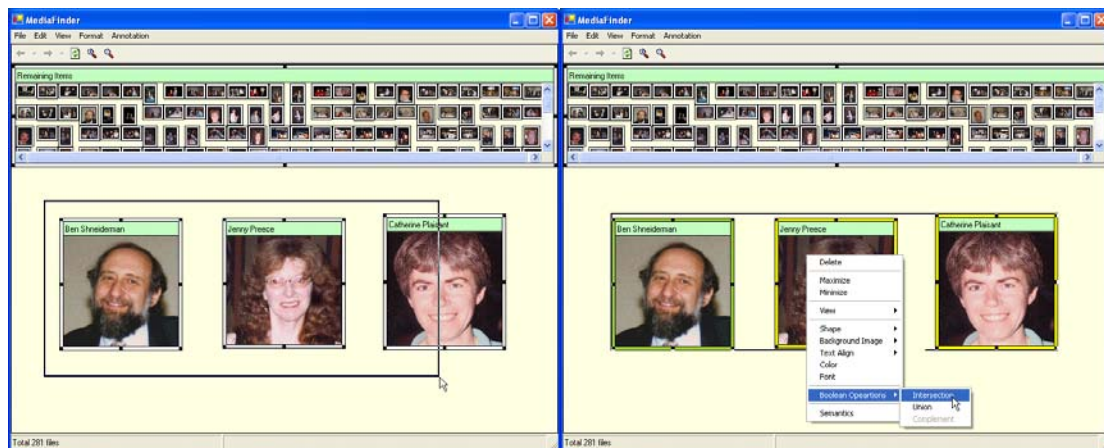 MediaFinder
File Edit View Format Annotation
Remaining Items
Ben Shneiderman
Jenny Preece
Catherine Plaisant
Total 281 files
MediaFinder
File Edit View Format Annotation
Remaining Items
Ben Shneiderman
Jenny Preece
Catherine Plaisant
Delete
Maximize
Minimize
View
Shape
Background Image
Text Align
Color
Font
Boolean Opeartions
Intersection
Union
Complement
Semantics
Total 281 files